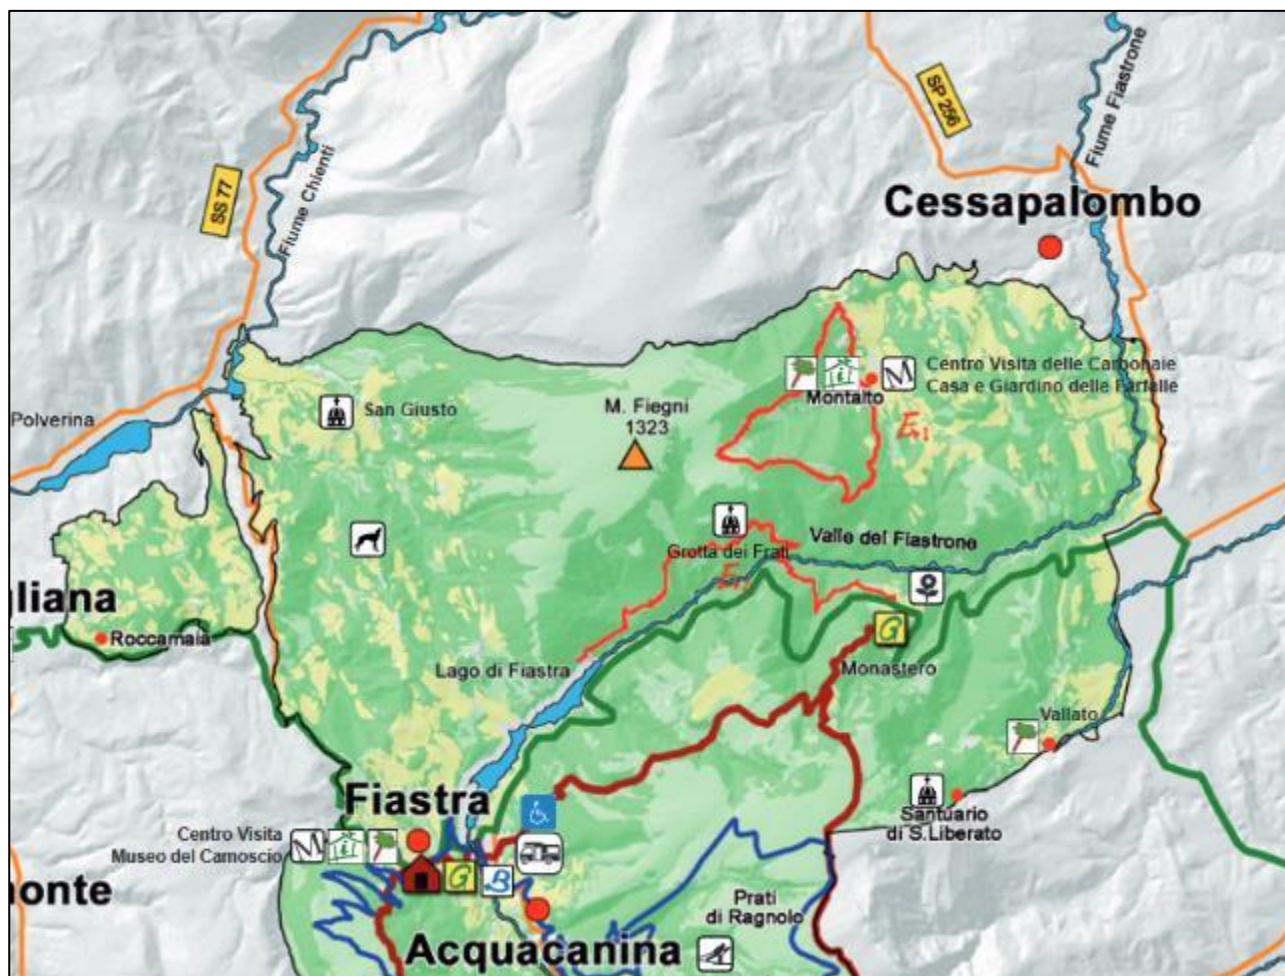 Fiume Fiastrone
SP 256
SS 77
Fiume Chienti
Cessapalombo
Centro Visita delle Carbonaie
Casa e Giardino delle Farfalle
Montalto
M
San Giusto
M. Fiegni
1323
Polverina
E
Valle del Fiastrone
Grotta dei Frati
E
gliana
Roccamaia
Lago di Fiastra
G
Monastero
Vallato
Fiastra
Santuario
di S.Liberato
Centro Visita
Museo del Camoscio
M
G
B
monte
Prati
di Ragnolo
Acquacanina